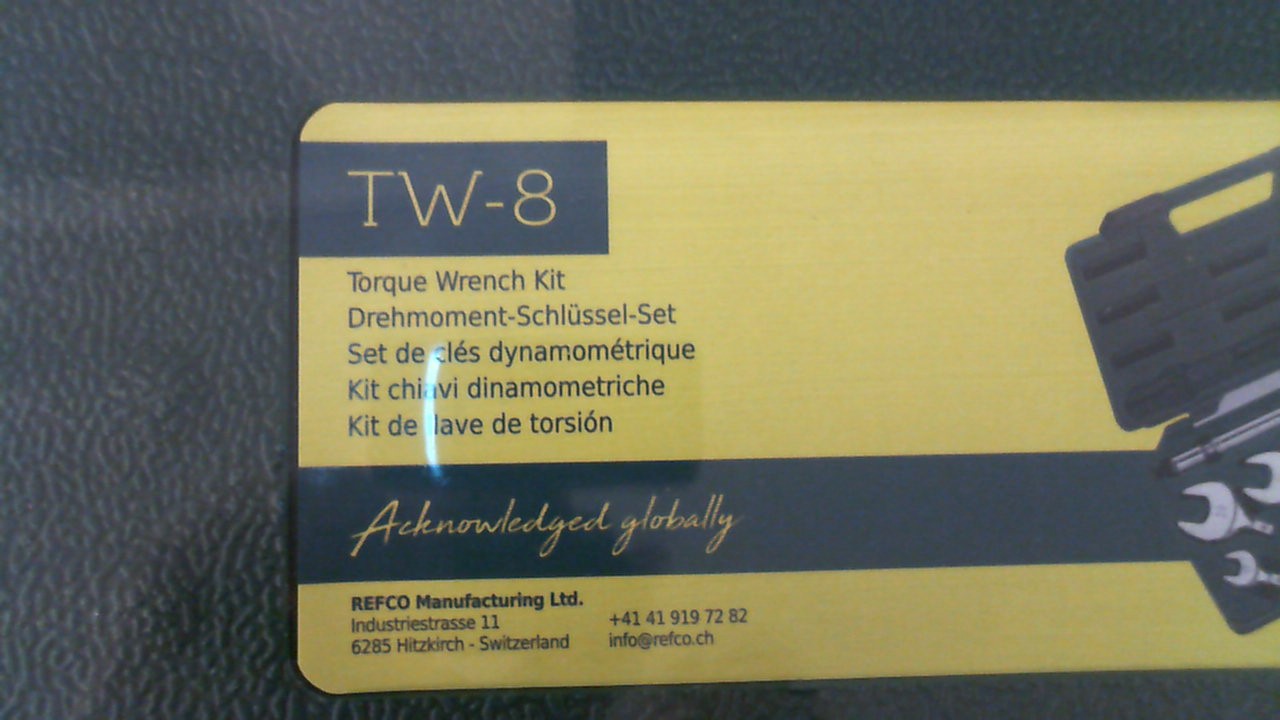 TW-8
Torque Wrench Kit
Drehmoment-Schlüssel-Set
Set de clés dynamométrique
Kit chiavi dinamometriche
Kit de llave de torsión
Acknowledged globally
REFCO Manufacturing Ltd.
Industriestrasse 11
6285 Hitzkirch - Switzerland
+41 41 919 72 82
info@refco.ch